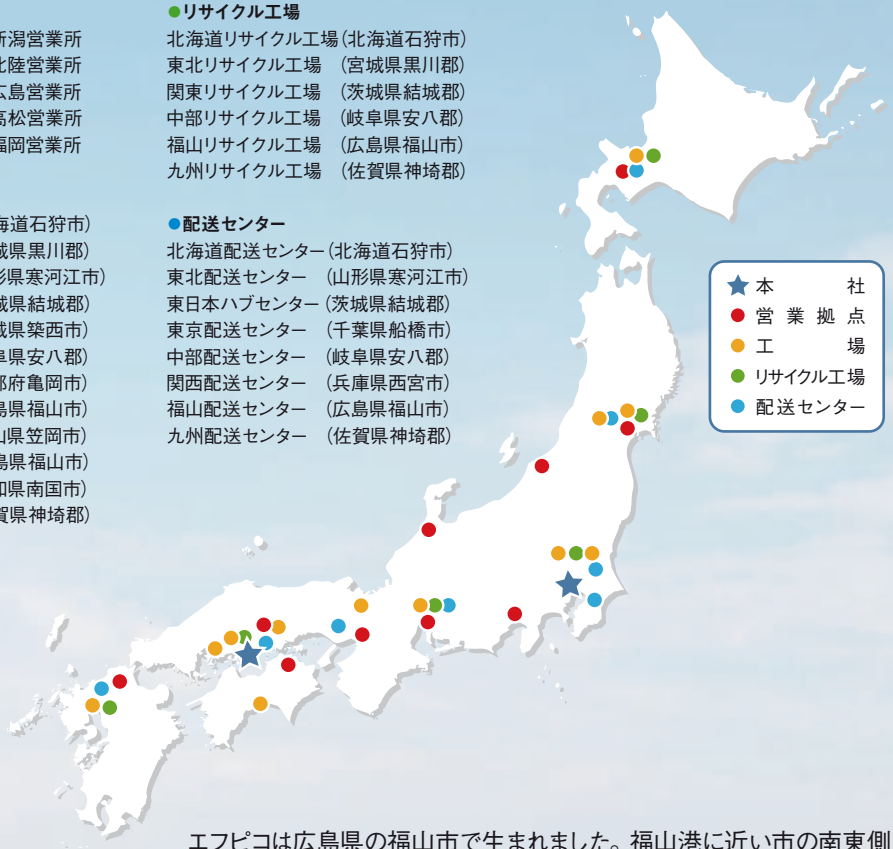 新潟営業所
北陸営業所
広島営業所
高松営業所
福岡営業所
海道石狩市)
城県黒川郡)
形県寒河江市)
城県結城郡)
城県築西市)
阜県安八郡)
都府亀岡市)
島県福山市)
山県笠岡市)
島県福山市)
知県南国市)
賀県神埼郡)
●リサイクル工場
北海道リサイクル工場(北海道石狩市)
東北リサイクル工場 (宮城県黒川郡)
関東リサイクル工場 (茨城県結城郡)
中部リサイクル工場 (岐阜県安八郡)
福山リサイクル工場 (広島県福山市)
九州リサイクル工場 (佐賀県神埼郡)
●配送センター
北海道配送センター(北海道石狩市)
東北配送センター (山形県寒河江市)
東日本ハブセンター(茨城県結城郡)
東京配送センター (千葉県船橋市)
中部配送センター (岐阜県安八郡)
関西配送センター (兵庫県西宮市)
福山配送センター (広島県福山市)
九州配送センター (佐賀県神埼郡)
★本社
●営業拠点
●工場
●リサイクル工場
●配送センター
エフピコは広島県の福山市で生まれました。福山港に近い市の南東側